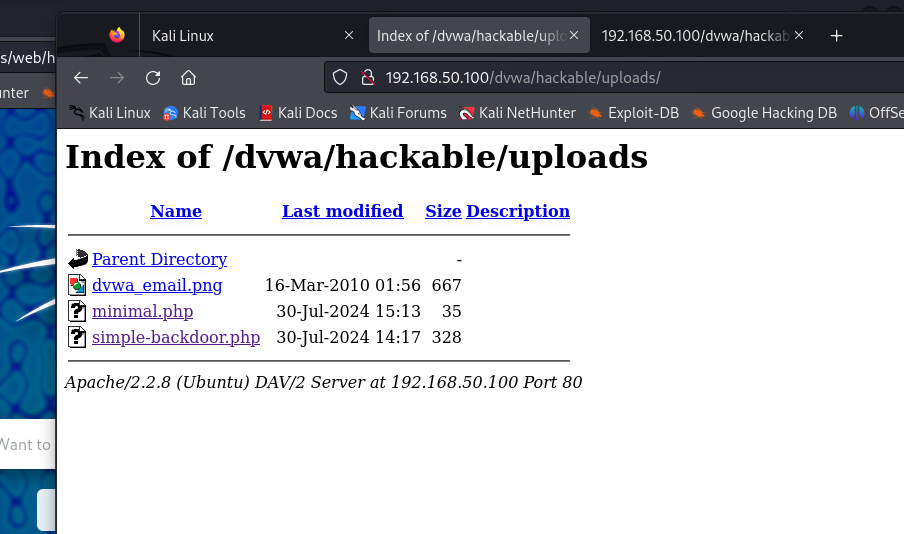 Kali Linux
Index of /dvwa/hackable/uplo
192.168.50.100/dvwa/hackab
s/web/h
192.168.50.100/dvwa/hackable/uploads/
unter
Kali Linux Kali Tools Kali Docs Kali Forums Kali NetHunter Exploit-DB Google Hacking DB OffSe
Index of /dvwa/hackable/uploads
Name Last modified Size Description
Parent Directory -
dvwa_email.png 16-Mar-2010 01:56 667
minimal.php 30-Jul-2024 15:13 35
simple-backdoor.php 30-Jul-2024 14:17 328
Apache/2.2.8 (Ubuntu) DAV/2 Server at 192.168.50.100 Port 80
Want to